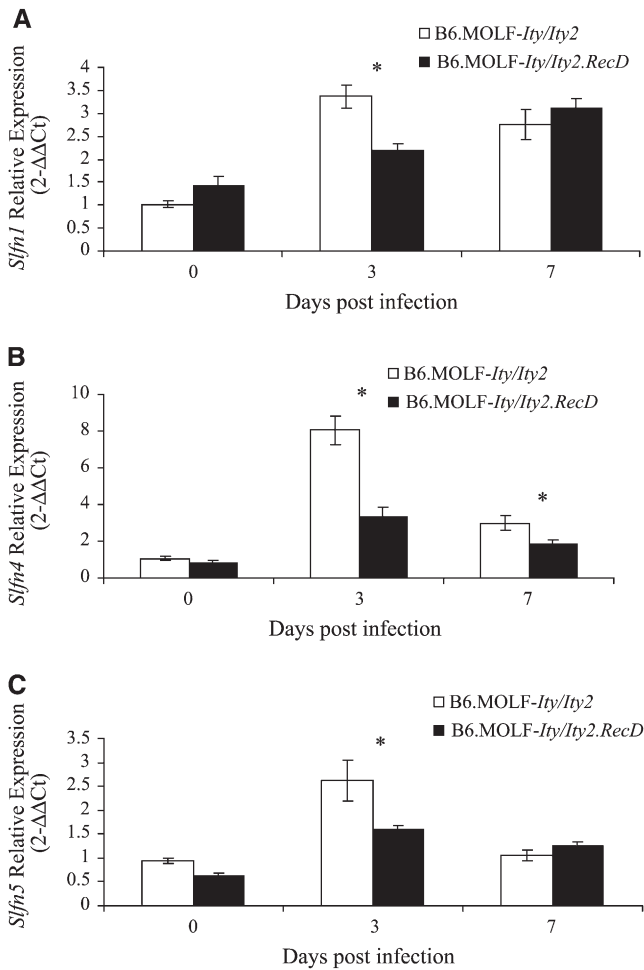 A
B6.MOLF-Ity/Ity2
B6.MOLF-Ity/Ity2.RecD
Slfn1 Relative Expression
(2-ΔΔCt)
4
3.5
3
2.5
2
1.5
1
0.5
0
*
0 3 7
Days post infection
B
B6.MOLF-Ity/Ity2
B6.MOLF-Ity/Ity2.RecD
Slfn4 Relative Expression
(2-ΔΔCt)
10
8
6
4
2
0
*
*
0 3 7
Days post infection
C
B6.MOLF-Ity/Ity2
B6.MOLF-Ity/Ity2.RecD
Slfn5 Relative Expression
(2-ΔΔCt)
3.5
3
2.5
2
1.5
1
0.5
0
*
0 3 7
Days post infection